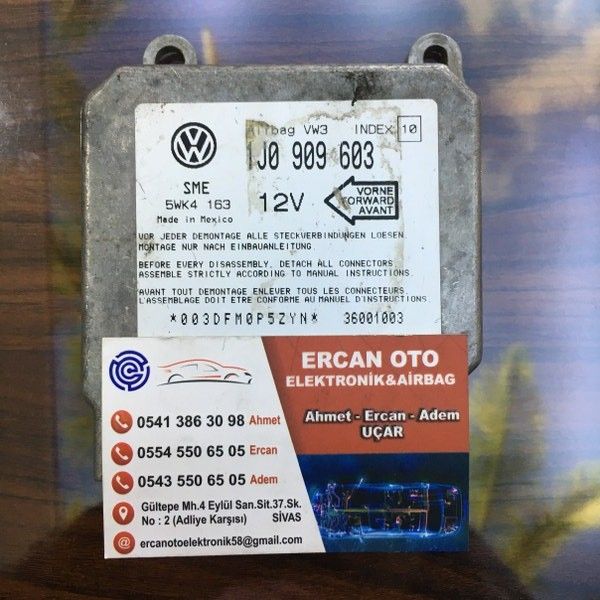 Airbag VW3 INDEX 10
1J0 909 603
SME
5WK4 163
Made in Mexico
12V
VORNE
FORWARD
AVANT
VOR JEDER DEMONTAGE ALLE STECKVERBINDUNGEN LOESEN
MONTAGE NUR NACH EINBAUANLEITUNG.
BEFORE EVERY DISASSEMBLY, DETACH ALL CONNECTORS
ASSEMBLE STRICTLY ACCORDING TO MANUAL INSTRUCTIONS.
AVANT TOUT DEMONTAGE ENLEVER TOUS LES CONNECTEURS.
L'ASSEMBLAGE DOIT ETRE CONFORME AU MANUEL D'INSTRUCTIONS
*003DFM0P5ZYN* 36001003
ERCAN OTO
ELEKTRONİK&AİRBAG
Ahmet - Ercan - Adem
UÇAR
0541 386 30 98 Ahmet
0554 550 65 05 Ercan
0543 550 65 05 Adem
Gültepe Mh.4 Eylül San.Sit.37.Sk.
No : 2 (Adliye Karşısı) SİVAS
ercanotoelektronik58@gmail.com